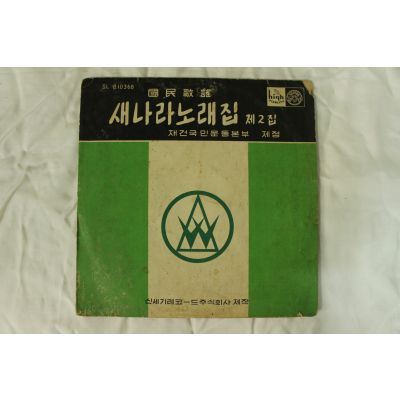 SL 810368
國民歌謠
high
새나라노래집 제2집
재건국민운동본부 제정
신세기레코-드주식회사 제작